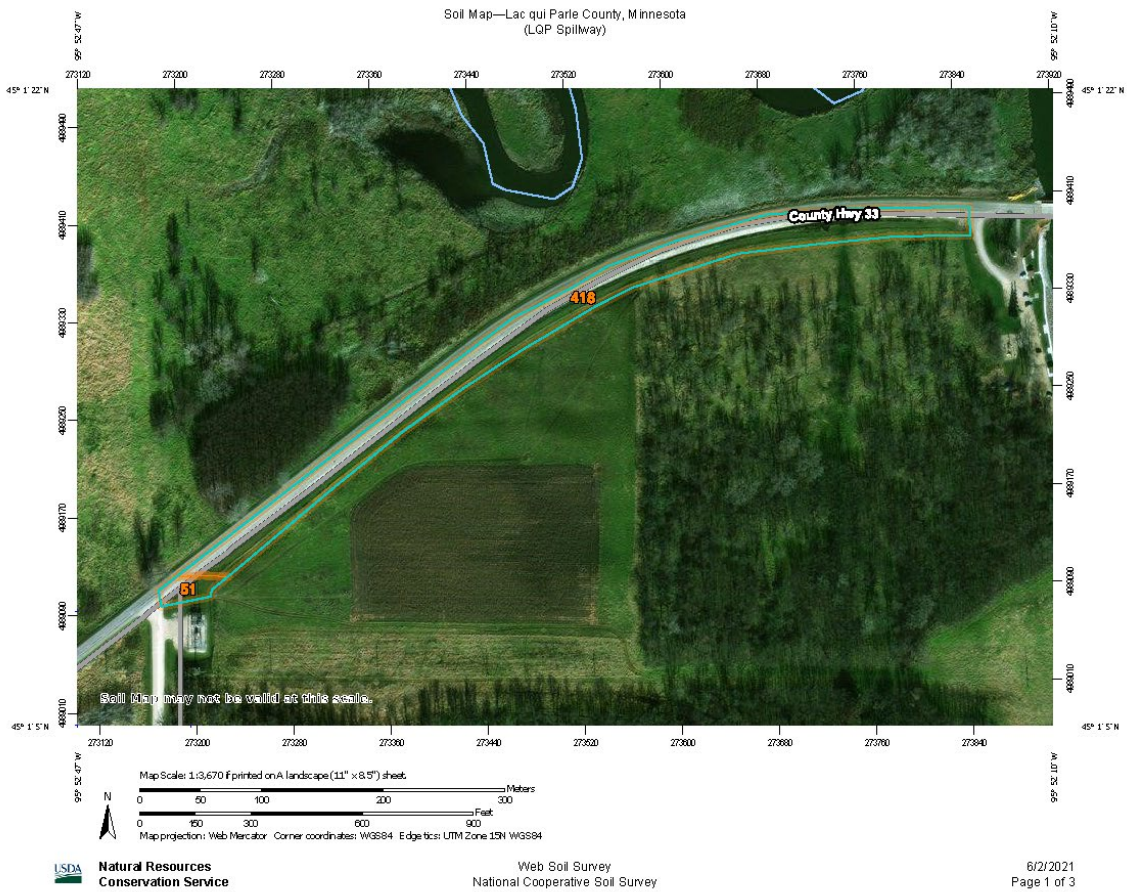 Soil Map—Lac qui Parle County, Minnesota
(LQP Spillway)
95° 52' 47'' W
273120 273200 273280 273360 273440 273520 273600 273680 273760 273840 273920
45° 1' 22'' N
45° 1' 22'' N
County Hwy 33
418
51
Soil Map may not be valid at this scale.
45° 1' 5'' N
45° 1' 5'' N
273120 273200 273280 273360 273440 273520 273600 273680 273760 273840
95° 52' 47'' W
Map Scale: 1:3,670 if printed on A landscape (11" x 8.5") sheet.
N
Meters
0 50 100 200 300
Feet
0 150 300 600 900
Map projection: Web Mercator Corner coordinates: WGS84 Edge tics: UTM Zone 15N WGS84
USDA
Natural Resources
Conservation Service
Web Soil Survey
National Cooperative Soil Survey
6/2/2021
Page 1 of 3